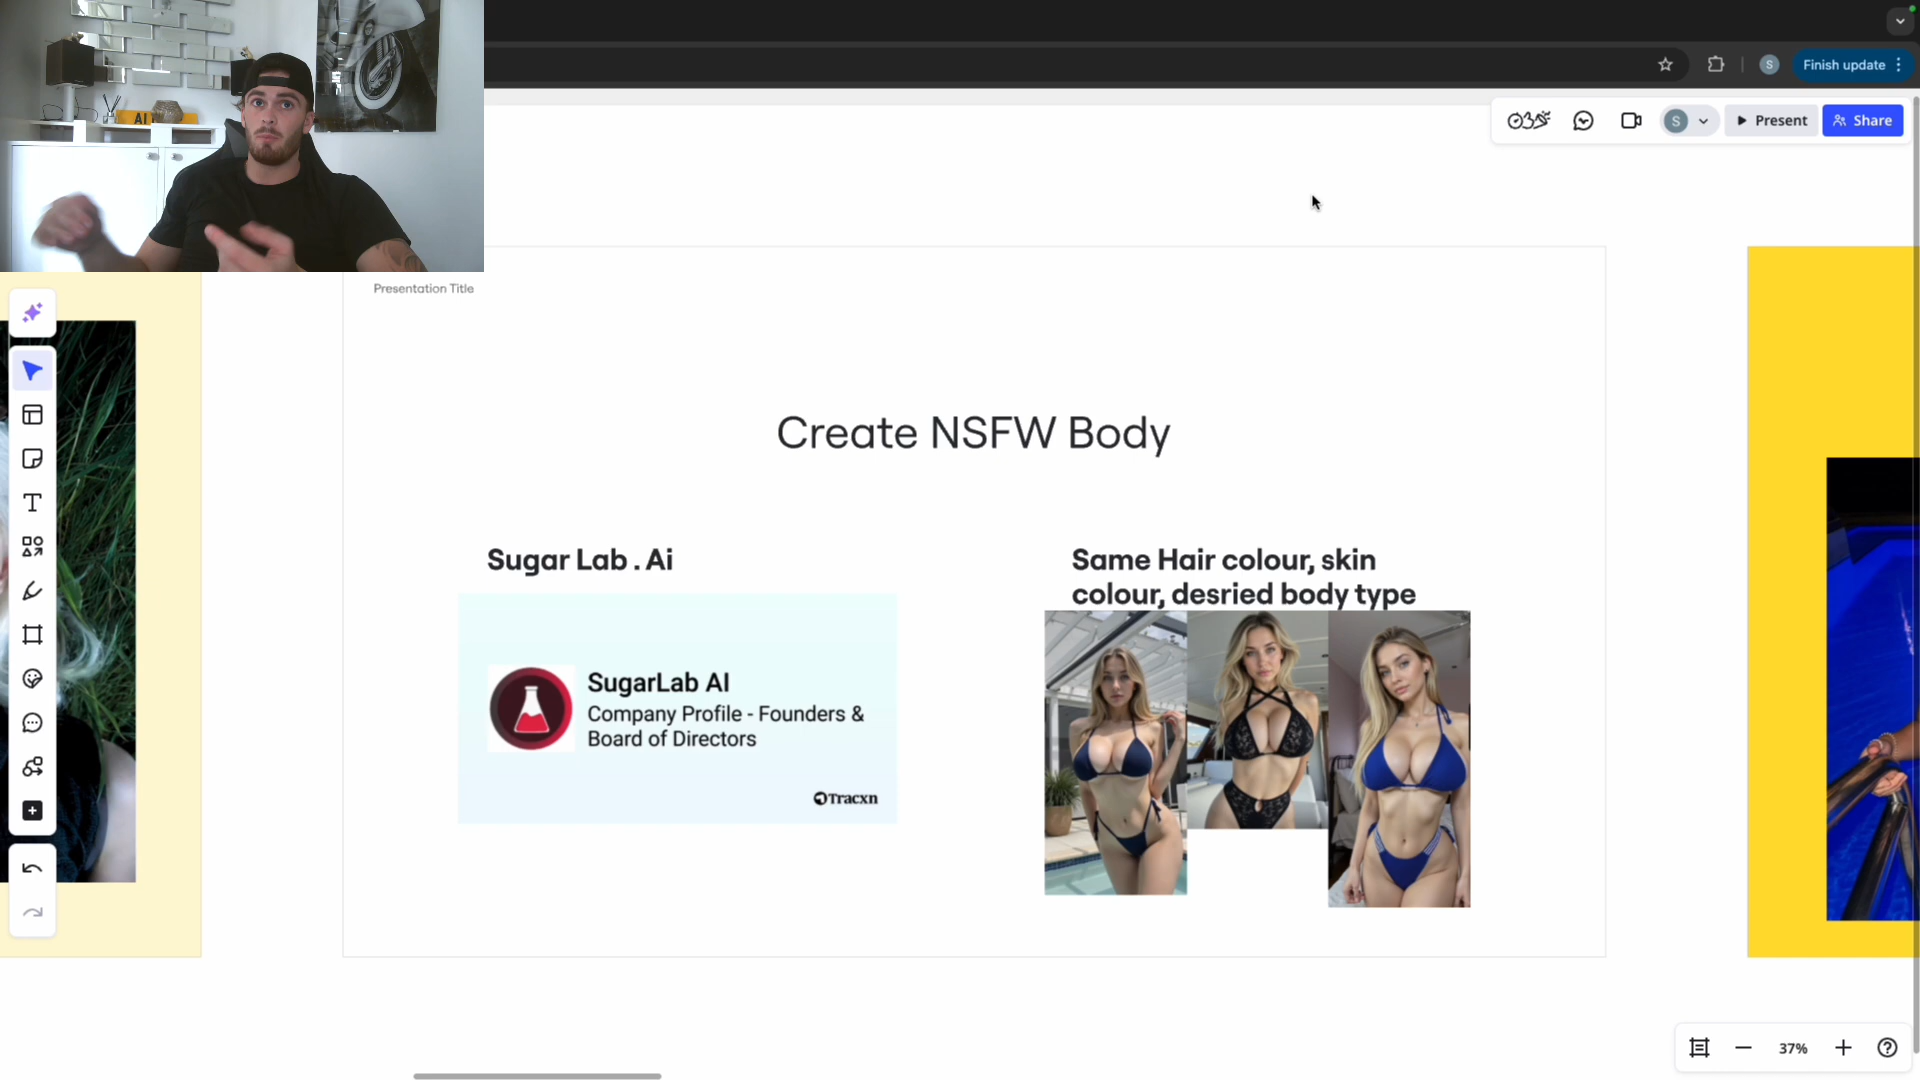 AI
Finish update
S
S
Present
Share
Presentation Title
Create NSFW Body
Sugar Lab . Ai
Same Hair colour, skin
colour, desried body type
SugarLab AI
Company Profile - Founders &
Board of Directors
Tracxn
37%